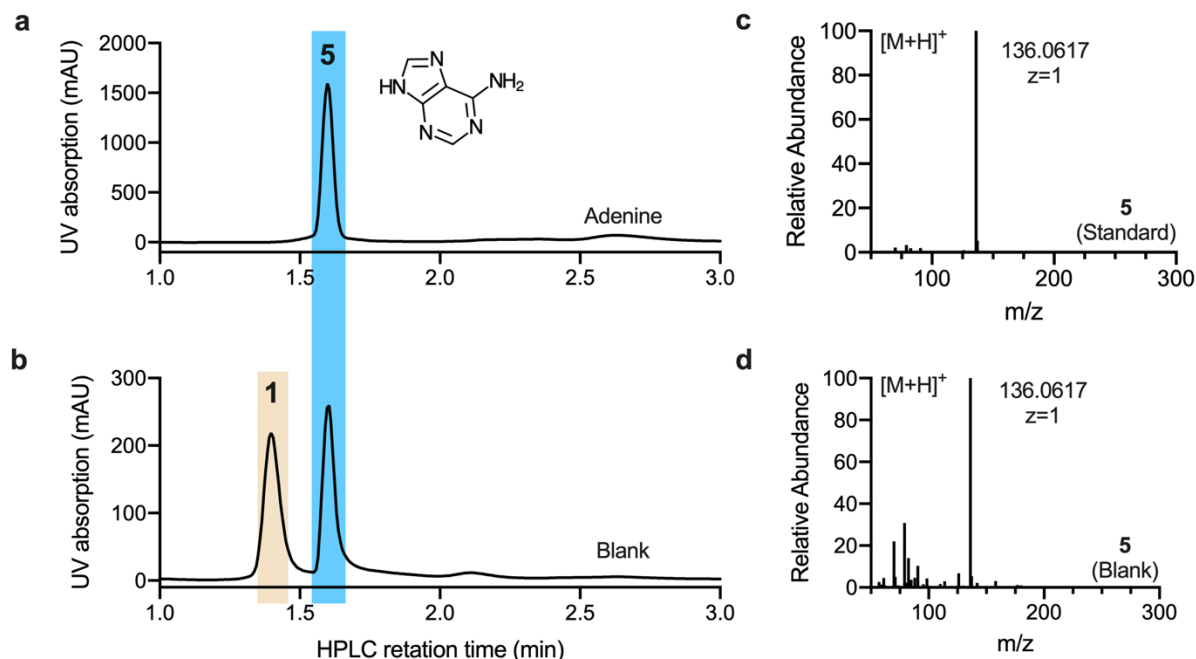 a
UV absorption (mAU)
2000
1500
1000
500
0
5
N
NH₂
HN
N
N
Adenine
1.0 1.5 2.0 2.5 3.0
c
Relative Abundance
100
80
60
40
20
0
[M+H]⁺
136.0617
z=1
5
(Standard)
100 200 300
m/z
b
UV absorption (mAU)
300
200
100
0
1
Blank
1.0 1.5 2.0 2.5 3.0
HPLC retation time (min)
d
Relative Abundance
100
80
60
40
20
0
[M+H]⁺
136.0617
z=1
5
(Blank)
100 200 300
m/z